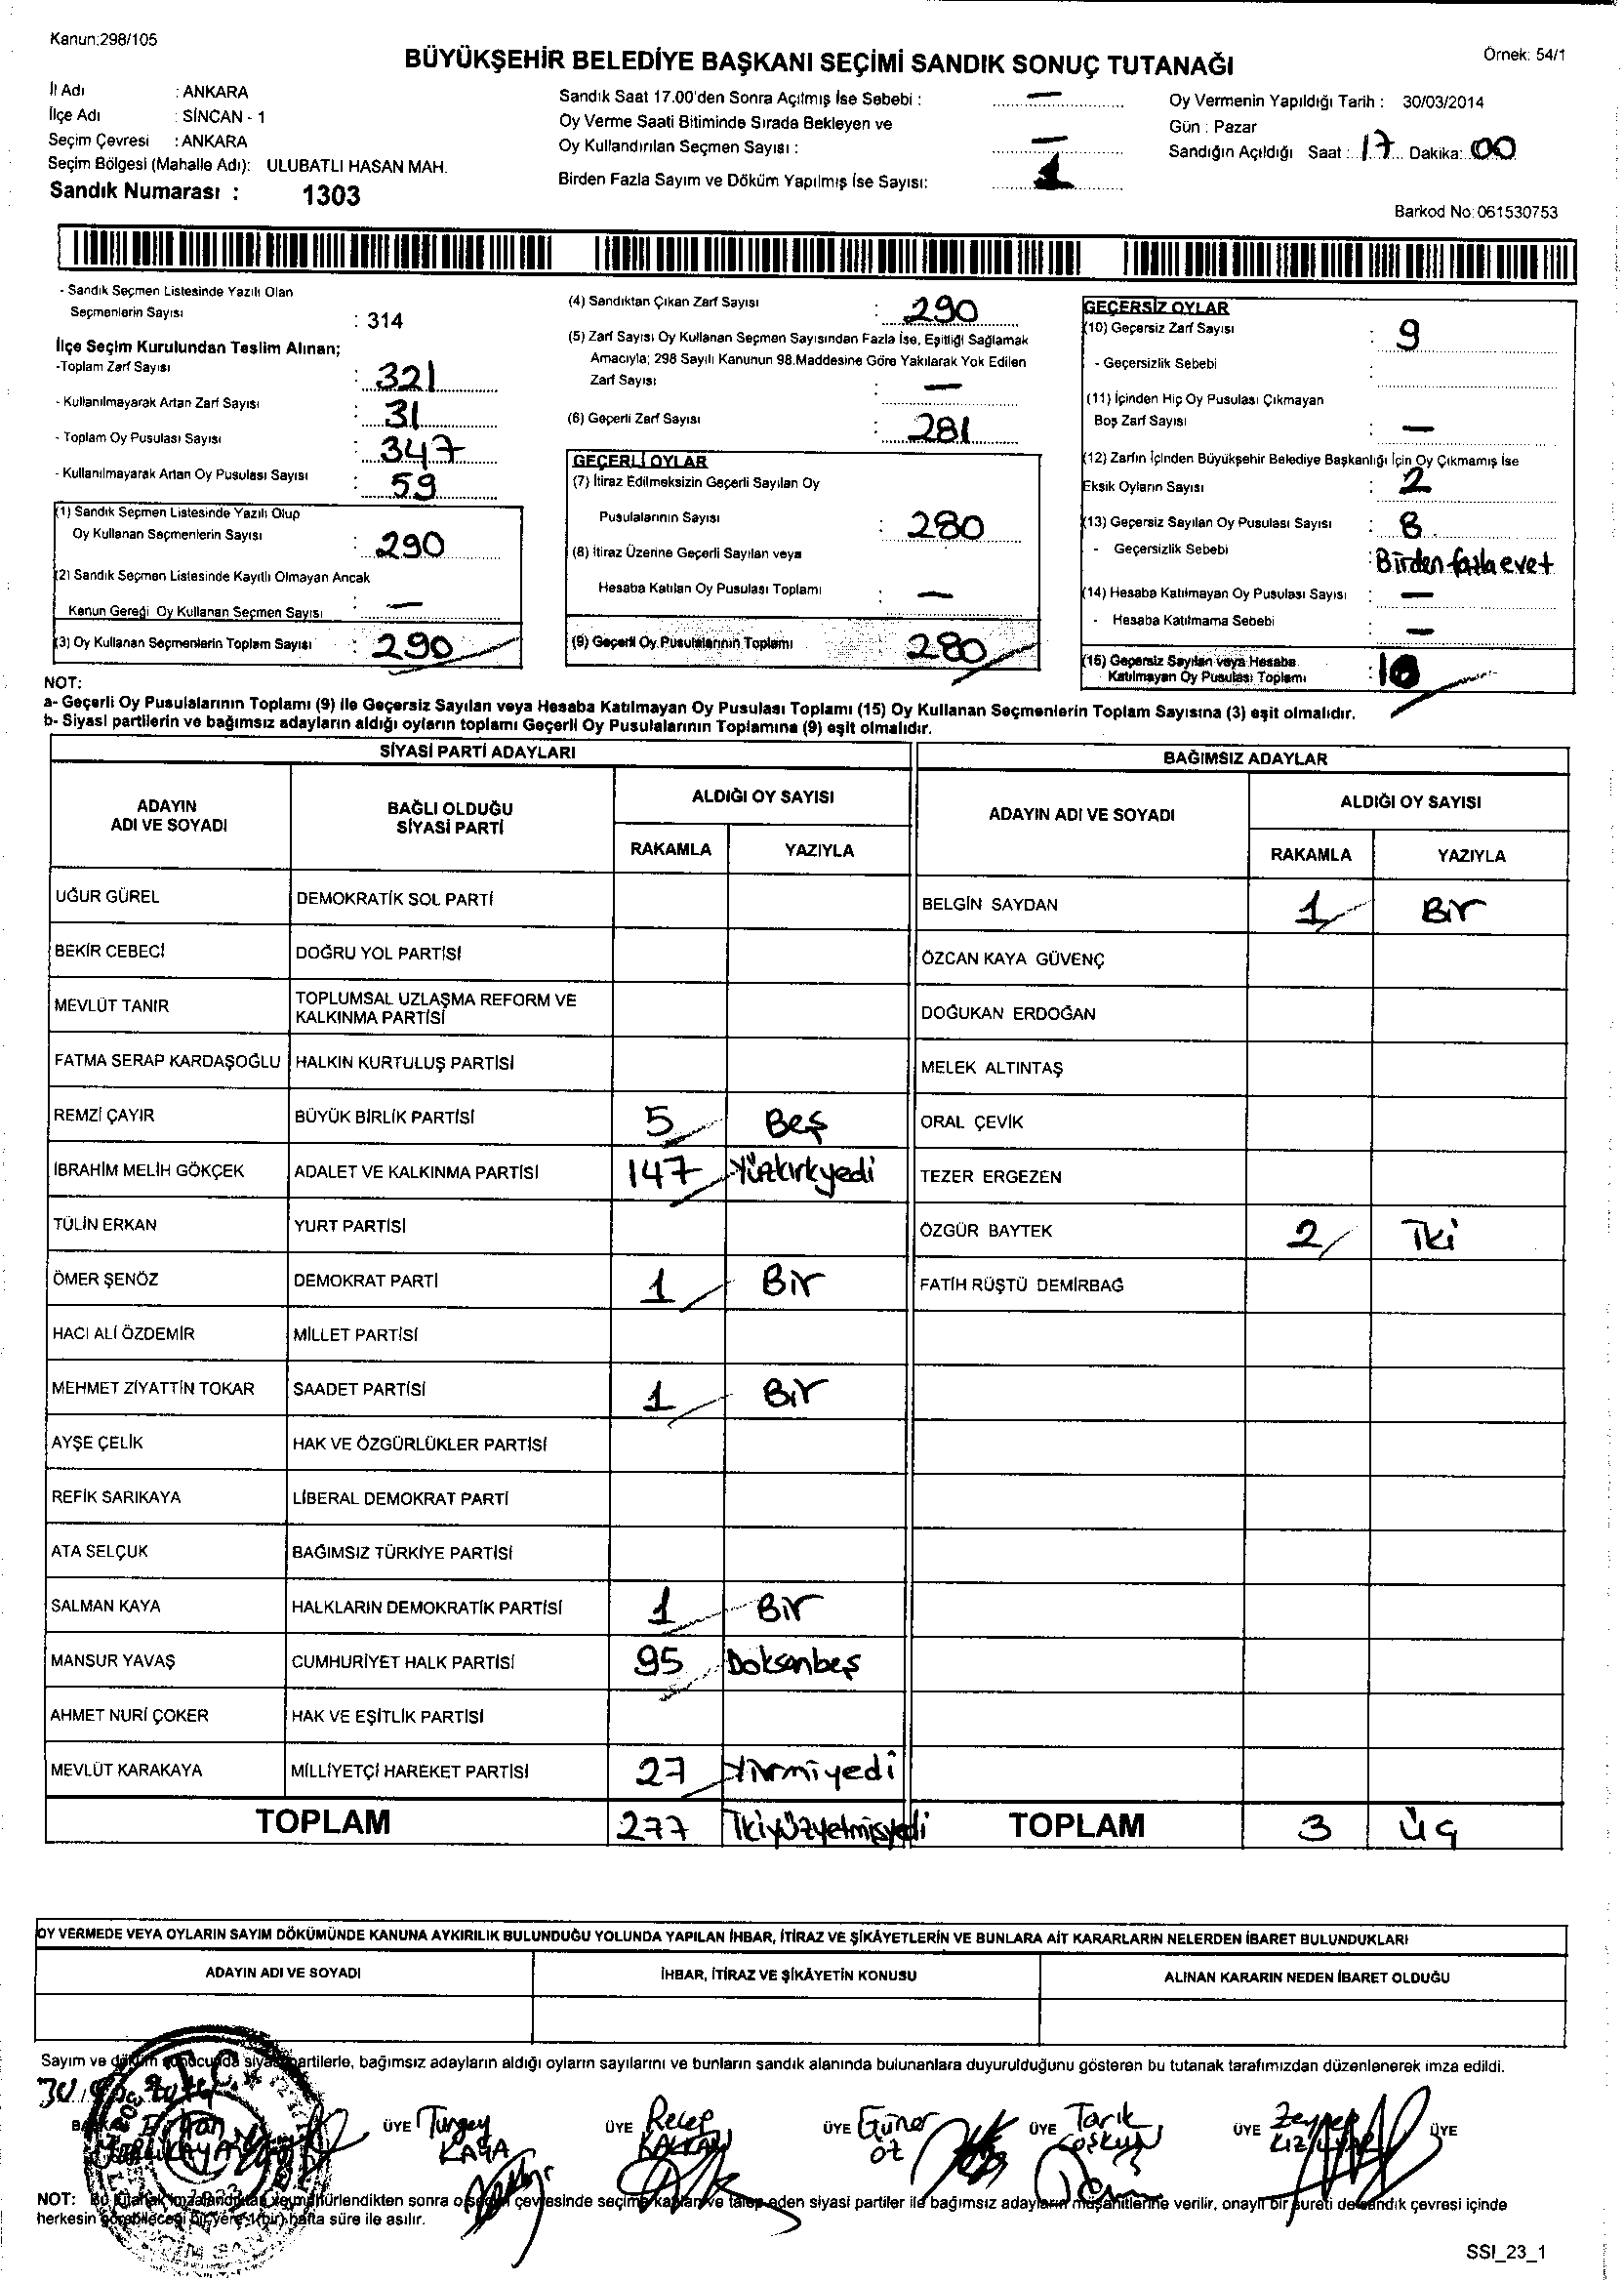 Kanun:298/105
BÜYÜKŞEHİR BELEDİYE BAŞKANI SEÇİMİ SANDIK SONUÇ TUTANAĞI
Örnek: 54/1
İl Adı : ANKARA
İlçe Adı : SİNCAN - 1
Seçim Çevresi : ANKARA
Seçim Bölgesi (Mahalle Adı): ULUBATLI HASAN MAH.
Sandık Numarası : 1303
Sandık Saat 17.00'den Sonra Açılmış İse Sebebi : —
Oy Verme Saati Bitiminde Sırada Bekleyen ve
Oy Kullandırılan Seçmen Sayısı : —
Birden Fazla Sayım ve Döküm Yapılmış İse Sayısı: 1
Oy Vermenin Yapıldığı Tarih : 30/03/2014
Gün : Pazar
Sandığın Açıldığı Saat : 17 Dakika: 00
Barkod No: 061530753
- Sandık Seçmen Listesinde Yazılı Olan
Seçmenlerin Sayısı : 314
İlçe Seçim Kurulundan Teslim Alınan;
-Toplam Zarf Sayısı : 321
- Kullanılmayarak Artan Zarf Sayısı : 31
- Toplam Oy Pusulası Sayısı : 347
- Kullanılmayarak Artan Oy Pusulası Sayısı : 59
(1) Sandık Seçmen Listesinde Yazılı Olup
Oy Kullanan Seçmenlerin Sayısı : 290
(2) Sandık Seçmen Listesinde Kayıtlı Olmayan Ancak
Kanun Gereği Oy Kullanan Seçmen Sayısı : —
(3) Oy Kullanan Seçmenlerin Toplam Sayısı : 290
(4) Sandıktan Çıkan Zarf Sayısı : 290
(5) Zarf Sayısı Oy Kullanan Seçmen Sayısından Fazla İse, Eşitliği Sağlamak
Amacıyla; 298 Sayılı Kanunun 98.Maddesine Göre Yakılarak Yok Edilen
Zarf Sayısı : —
(6) Geçerli Zarf Sayısı : 281
GEÇERLİ OYLAR
(7) İtiraz Edilmeksizin Geçerli Sayılan Oy
Pusulalarının Sayısı : 280
(8) İtiraz Üzerine Geçerli Sayılan veya
Hesaba Katılan Oy Pusulası Toplamı : —
(9) Geçerli Oy Pusulalarının Toplamı 280
GEÇERSİZ OYLAR
(10) Geçersiz Zarf Sayısı : 9
- Geçersizlik Sebebi :
(11) İçinden Hiç Oy Pusulası Çıkmayan
Boş Zarf Sayısı : —
(12) Zarfın İçinden Büyükşehir Belediye Başkanlığı İçin Oy Çıkmamış İse
Eksik Oyların Sayısı : 2
(13) Geçersiz Sayılan Oy Pusulası Sayısı : 8
- Geçersizlik Sebebi : Birden fazla evet
(14) Hesaba Katılmayan Oy Pusulası Sayısı : —
- Hesaba Katılmama Sebebi : —
(15) Geçersiz Sayılan veya Hesaba
Katılmayan Oy Pusulası Toplamı : 10
NOT:
a- Geçerli Oy Pusulalarının Toplamı (9) ile Geçersiz Sayılan veya Hesaba Katılmayan Oy Pusulası Toplamı (15) Oy Kullanan Seçmenlerin Toplam Sayısına (3) eşit olmalıdır.
b- Siyasi partilerin ve bağımsız adayların aldığı oyların toplamı Geçerli Oy Pusulalarının Toplamına (9) eşit olmalıdır.
SİYASİ PARTİ ADAYLARI
ADAYIN ADI VE SOYADI
BAĞLI OLDUĞU SİYASİ PARTİ
ALDIĞI OY SAYISI
RAKAMLA YAZIYLA
UĞUR GÜREL DEMOKRATİK SOL PARTİ
BEKİR CEBECİ DOĞRU YOL PARTİSİ
MEVLÜT TANIR TOPLUMSAL UZLAŞMA REFORM VE
KALKINMA PARTİSİ
FATMA SERAP KARDAŞOĞLU HALKIN KURTULUŞ PARTİSİ
REMZİ ÇAYIR BÜYÜK BİRLİK PARTİSİ 5 Beş
İBRAHİM MELİH GÖKÇEK ADALET VE KALKINMA PARTİSİ 147 Yüzkırkyedi
TÜLİN ERKAN YURT PARTİSİ
ÖMER ŞENÖZ DEMOKRAT PARTİ 1 Bir
HACI ALİ ÖZDEMİR MİLLET PARTİSİ
MEHMET ZİYATTİN TOKAR SAADET PARTİSİ 1 Bir
AYŞE ÇELİK HAK VE ÖZGÜRLÜKLER PARTİSİ
REFİK SARIKAYA LİBERAL DEMOKRAT PARTİ
ATA SELÇUK BAĞIMSIZ TÜRKİYE PARTİSİ
SALMAN KAYA HALKLARIN DEMOKRATİK PARTİSİ 1 Bir
MANSUR YAVAŞ CUMHURİYET HALK PARTİSİ 95 Doksanbeş
AHMET NURİ ÇOKER HAK VE EŞİTLİK PARTİSİ
MEVLÜT KARAKAYA MİLLİYETÇİ HAREKET PARTİSİ 27 Yirmiyedi
TOPLAM 277 İkiyüzyetmişyedi
BAĞIMSIZ ADAYLAR
ADAYIN ADI VE SOYADI
ALDIĞI OY SAYISI
RAKAMLA YAZIYLA
BELGİN SAYDAN 1 Bir
ÖZCAN KAYA GÜVENÇ
DOĞUKAN ERDOĞAN
MELEK ALTINTAŞ
ORAL ÇEVİK
TEZER ERGEZEN
ÖZGÜR BAYTEK 2 İki
FATİH RÜŞTÜ DEMİRBAĞ
TOPLAM 3 Üç
OY VERMEDE VEYA OYLARIN SAYIM DÖKÜMÜNDE KANUNA AYKIRILIK BULUNDUĞU YOLUNDA YAPILAN İHBAR, İTİRAZ VE ŞİKÂYETLERİN VE BUNLARA AİT KARARLARIN NELERDEN İBARET BULUNDUKLARI
ADAYIN ADI VE SOYADI İHBAR, İTİRAZ VE ŞİKÂYETİN KONUSU ALINAN KARARIN NEDEN İBARET OLDUĞU
Sayım ve döküm sonucunda siyasi partilerle, bağımsız adayların aldığı oyların sayılarını ve bunların sandık alanında bulunanlara duyurulduğunu gösteren bu tutanak tarafımızdan düzenlenerek imza edildi.
T.C.
ÜYE Turgay KAYA
ÜYE Recep
ÜYE Güner ÖZ
ÜYE Tarık COŞKUN
ÜYE Zeynep
ÜYE
NOT: Bu tutanak imzalandıktan ve mühürlendikten sonra o seçim çevresinde seçime katılan ve talep eden siyasi partiler ile bağımsız adayların müşahitlerine verilir, onaylı bir sureti de sandık çevresi içinde
herkesin görebileceği bir yere 1(bir) hafta süre ile asılır.
SSI_23_1